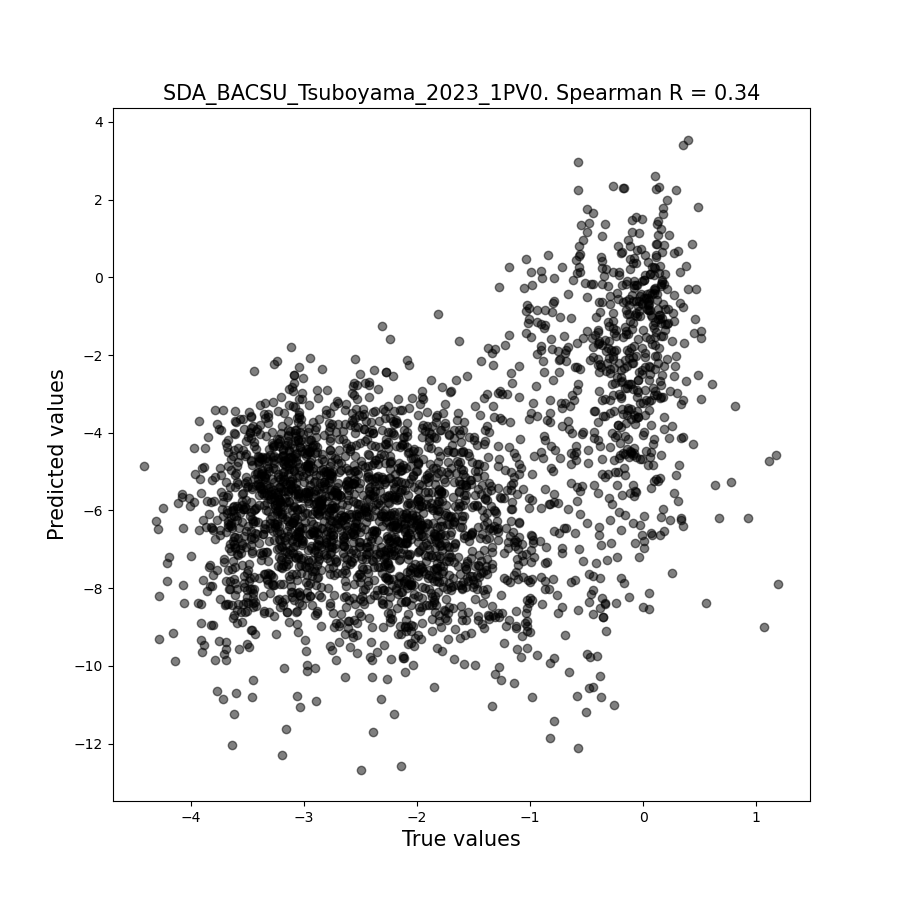 SDA_BACSU_Tsuboyama_2023_1PV0. Spearman R = 0.34
4
2
0
−2
−4
−6
−8
−10
−12
Predicted values
−4 −3 −2 −1 0 1
True values